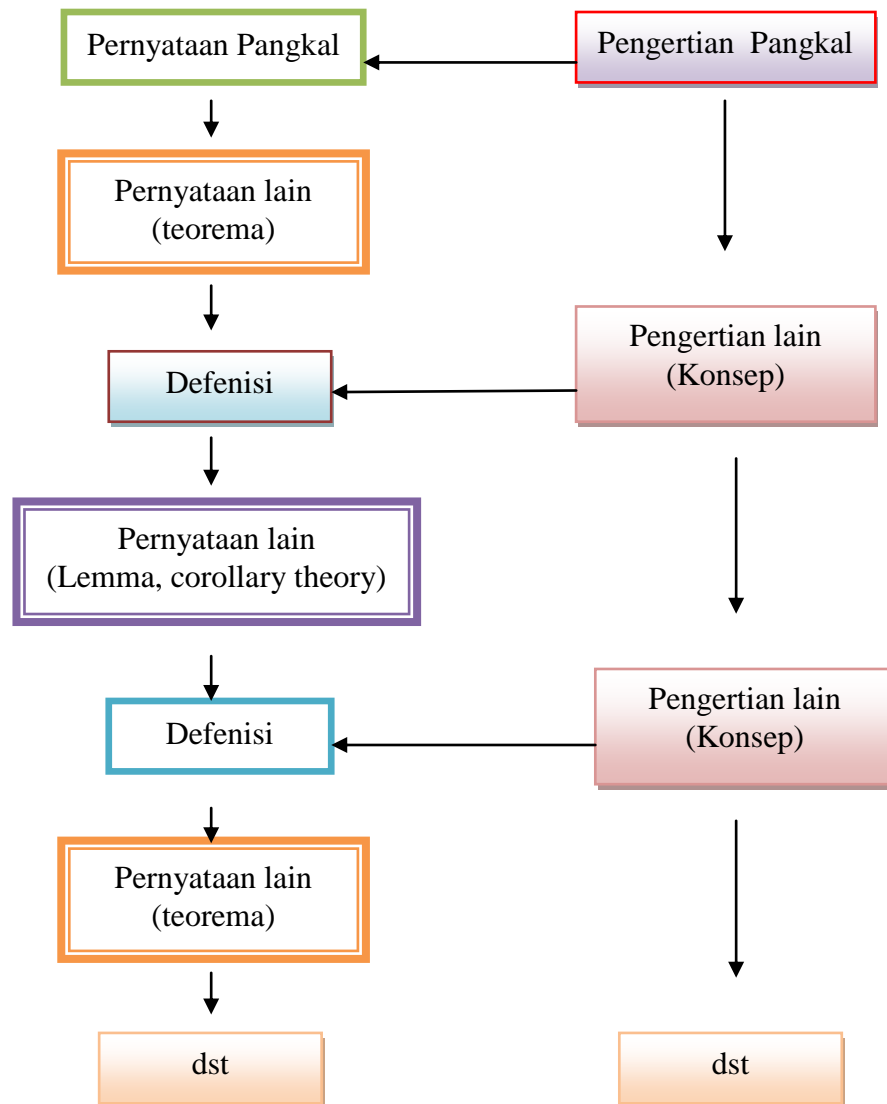 Pernyataan Pangkal
Pengertian Pangkal
Pernyataan lain
(teorema)
Pengertian lain
(Konsep)
Defenisi
Pernyataan lain
(Lemma, corollary theory)
Pengertian lain
(Konsep)
Defenisi
Pernyataan lain
(teorema)
dst
dst